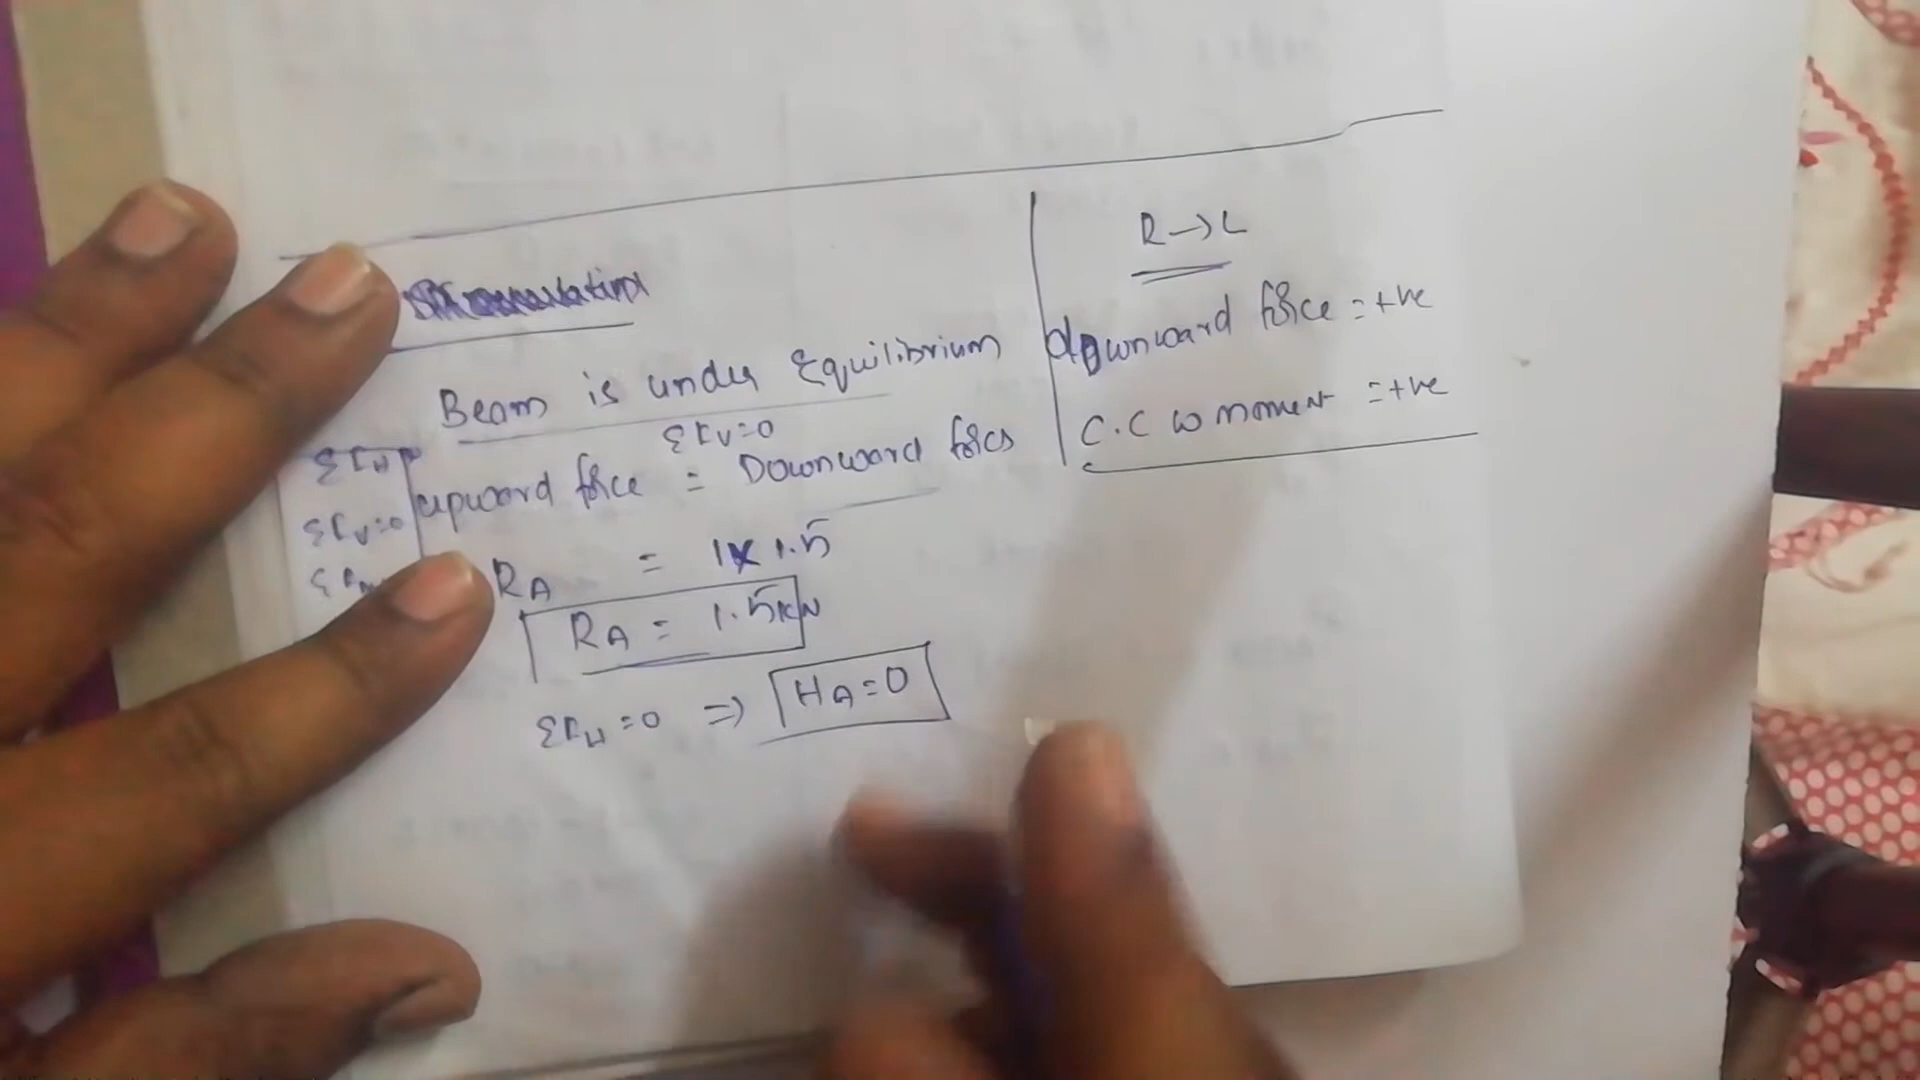 Beam is under Equilibrium
ΣFV=0
upward force = Downward forces
ΣFH
ΣFV=0
RA = 1x1.5
RA = 1.5KN
ΣFH=0 => HA=0
R→L
downward force =+ve
C.C w moment =+ve